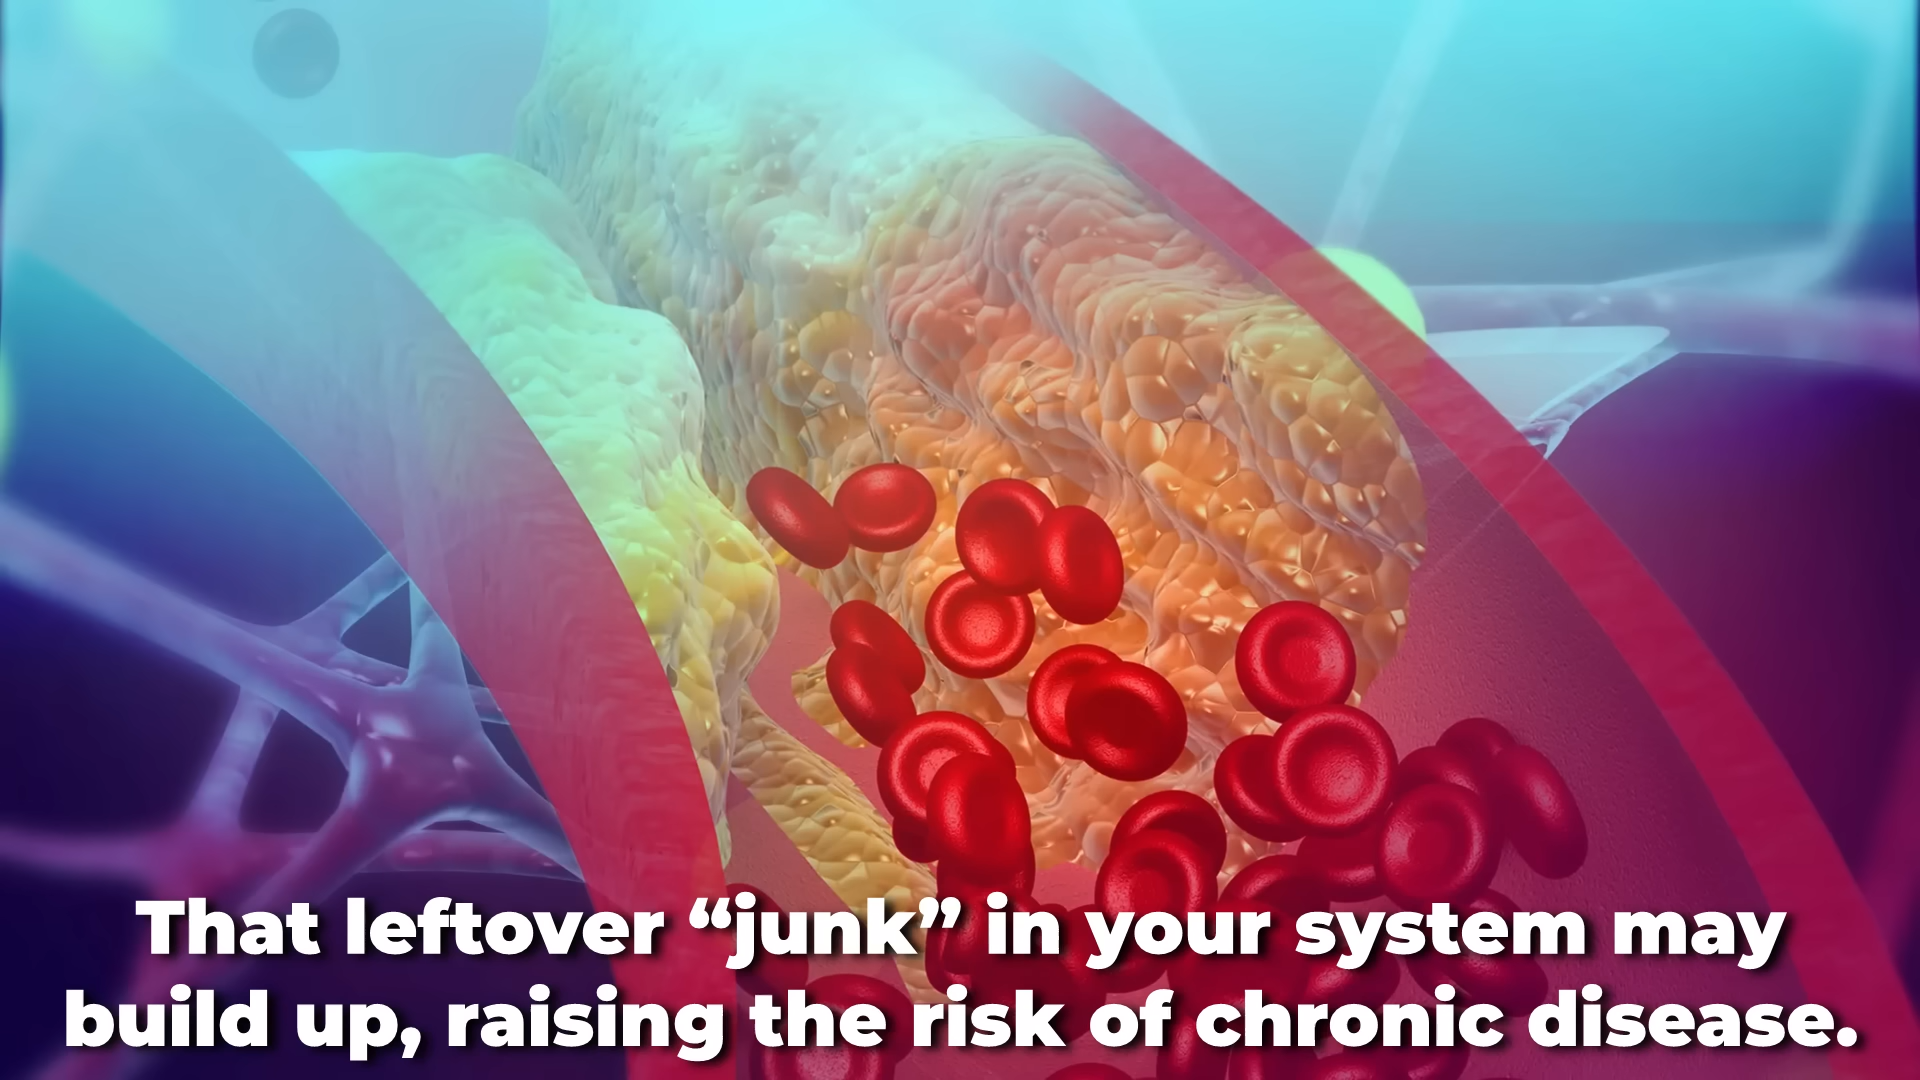 That leftover “junk” in your system may
build up, raising the risk of chronic disease.